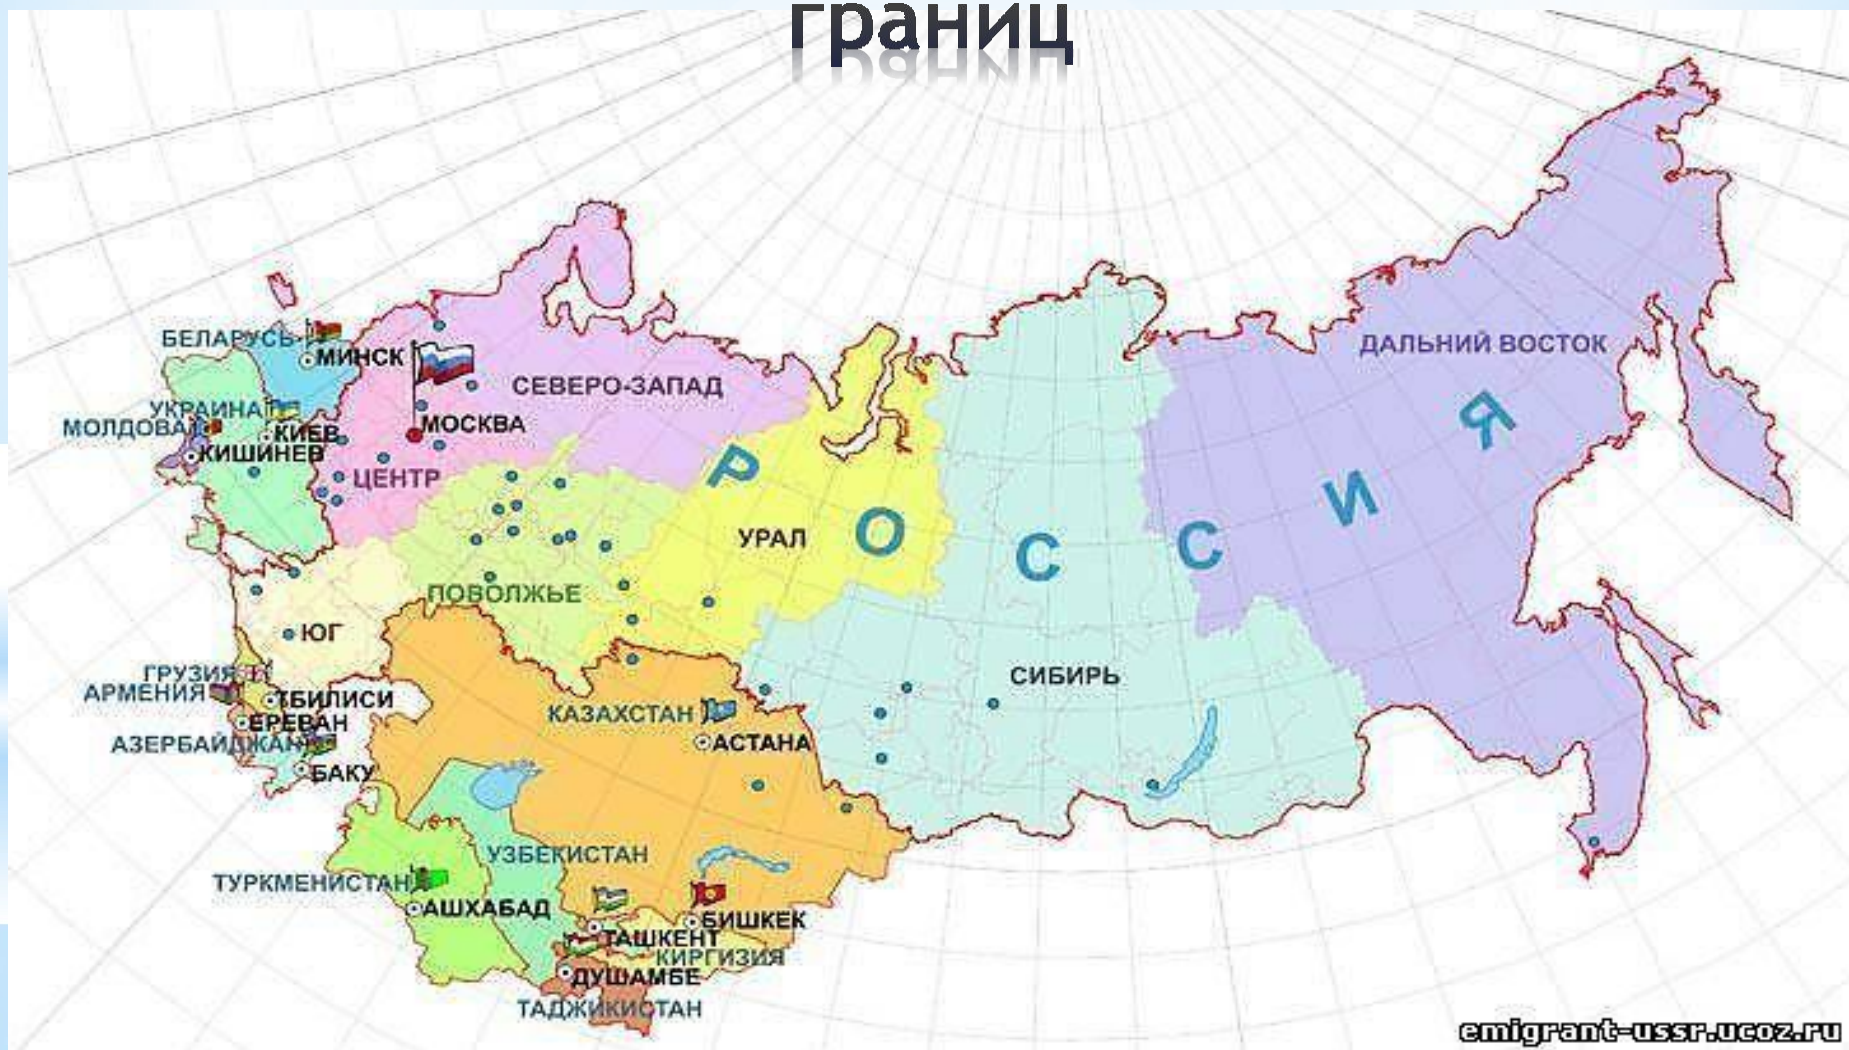 границ
ДАЛЬНИЙ ВОСТОК
БЕЛАРУСЬ
МИНСК
СЕВЕРО-ЗАПАД
УКРАИНА
МОЛДОВА
МОСКВА
КИЕВ
КИШИНЕВ
ЦЕНТР
РОССИЯ
УРАЛ
ПОВОЛЖЬЕ
ЮГ
ГРУЗИЯ
АРМЕНИЯ
ТБИЛИСИ
СИБИРЬ
ЕРЕВАН
КАЗАХСТАН
АЗЕРБАЙДЖАН
АСТАНА
БАКУ
УЗБЕКИСТАН
ТУРКМЕНИСТАН
АШХАБАД
БИШКЕК
ТАШКЕНТ
КИРГИЗИЯ
ДУШАМБЕ
ТАДЖИКИСТАН
emigrant-ussr.ucoz.ru